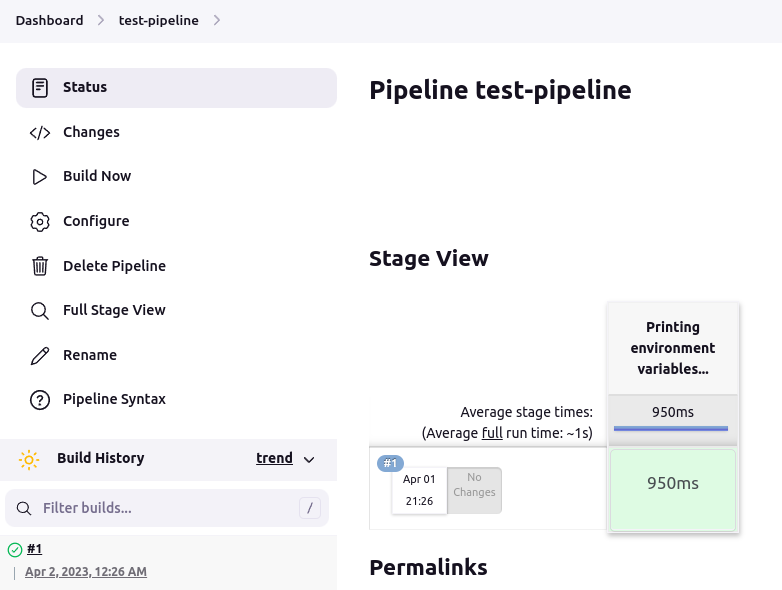 Dashboard > test-pipeline >
Status
Changes
Build Now
Configure
Delete Pipeline
Full Stage View
Rename
Pipeline Syntax
Build History
trend
Filter builds...
/
#1
Apr 2, 2023, 12:26 AM
Pipeline test-pipeline
Stage View
Printing
environment
variables...
Average stage times:
(Average full run time: ~1s)
950ms
#1
Apr 01
21:26
No
Changes
950ms
Permalinks